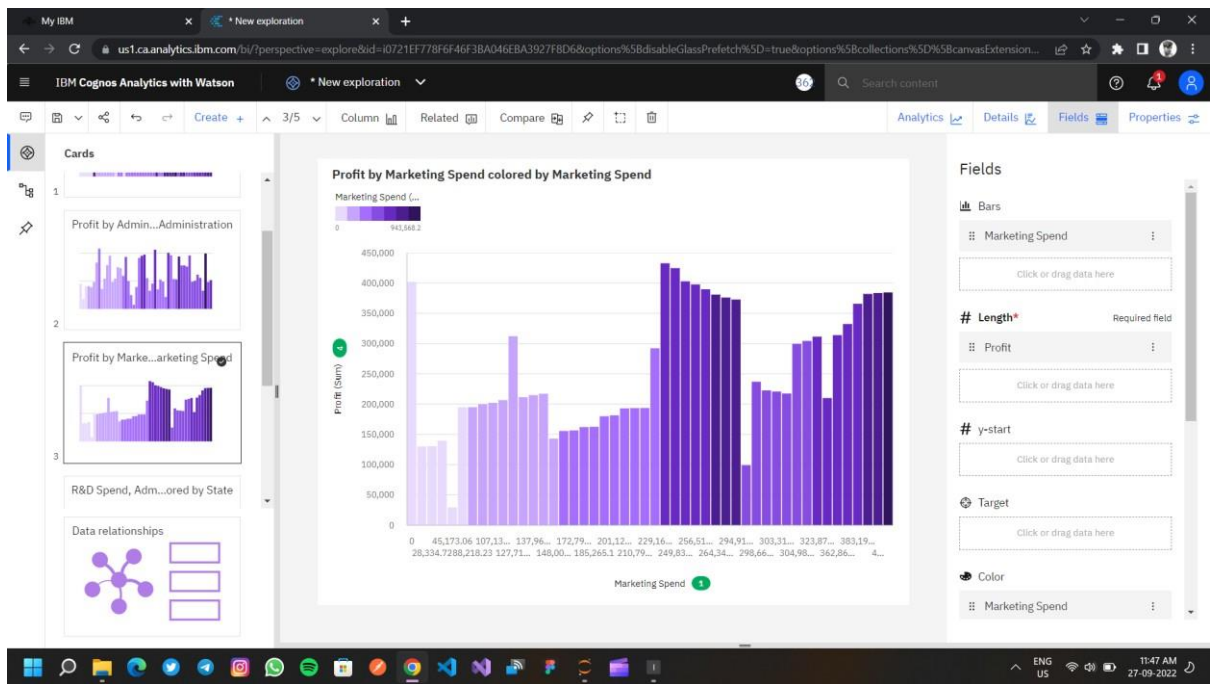 My IBM
* New exploration
us1.ca.analytics.ibm.com/bi/?perspective=explore&id=i0721EF778F6F46F3BA046EBA3927F8D6&options%5BdisableGlassPrefetch%5D=true&options%5Bcollections%5D%5BcanvasExtension...
IBM Cognos Analytics with Watson
* New exploration
Search content
Create +
3/5
Column
Related
Compare
Analytics
Details
Fields
Properties
Cards
1
Profit by Admin...Administration
2
Profit by Marke...arketing Spend
3
R&D Spend, Adm...ored by State
Data relationships
Profit by Marketing Spend colored by Marketing Spend
Marketing Spend (...
0
450,000
400,000
350,000
300,000
250,000
200,000
150,000
100,000
50,000
0
Profit (Sum) 4
0 45,173.06 107,13... 137,96... 172,79... 201,12... 229,16... 256,51... 294,91... 303,31... 323,87... 383,19...
28,334.72 88,218.23 127,71... 148,00... 185,265.1 210,79... 249,83... 264,34... 298,66... 304,98... 362,86... 4...
Marketing Spend 1
Fields
Bars
Marketing Spend
Click or drag data here
# Length* Required field
Profit
Click or drag data here
# y-start
Click or drag data here
Target
Click or drag data here
Color
Marketing Spend
ENG
US
11:47 AM
27-09-2022